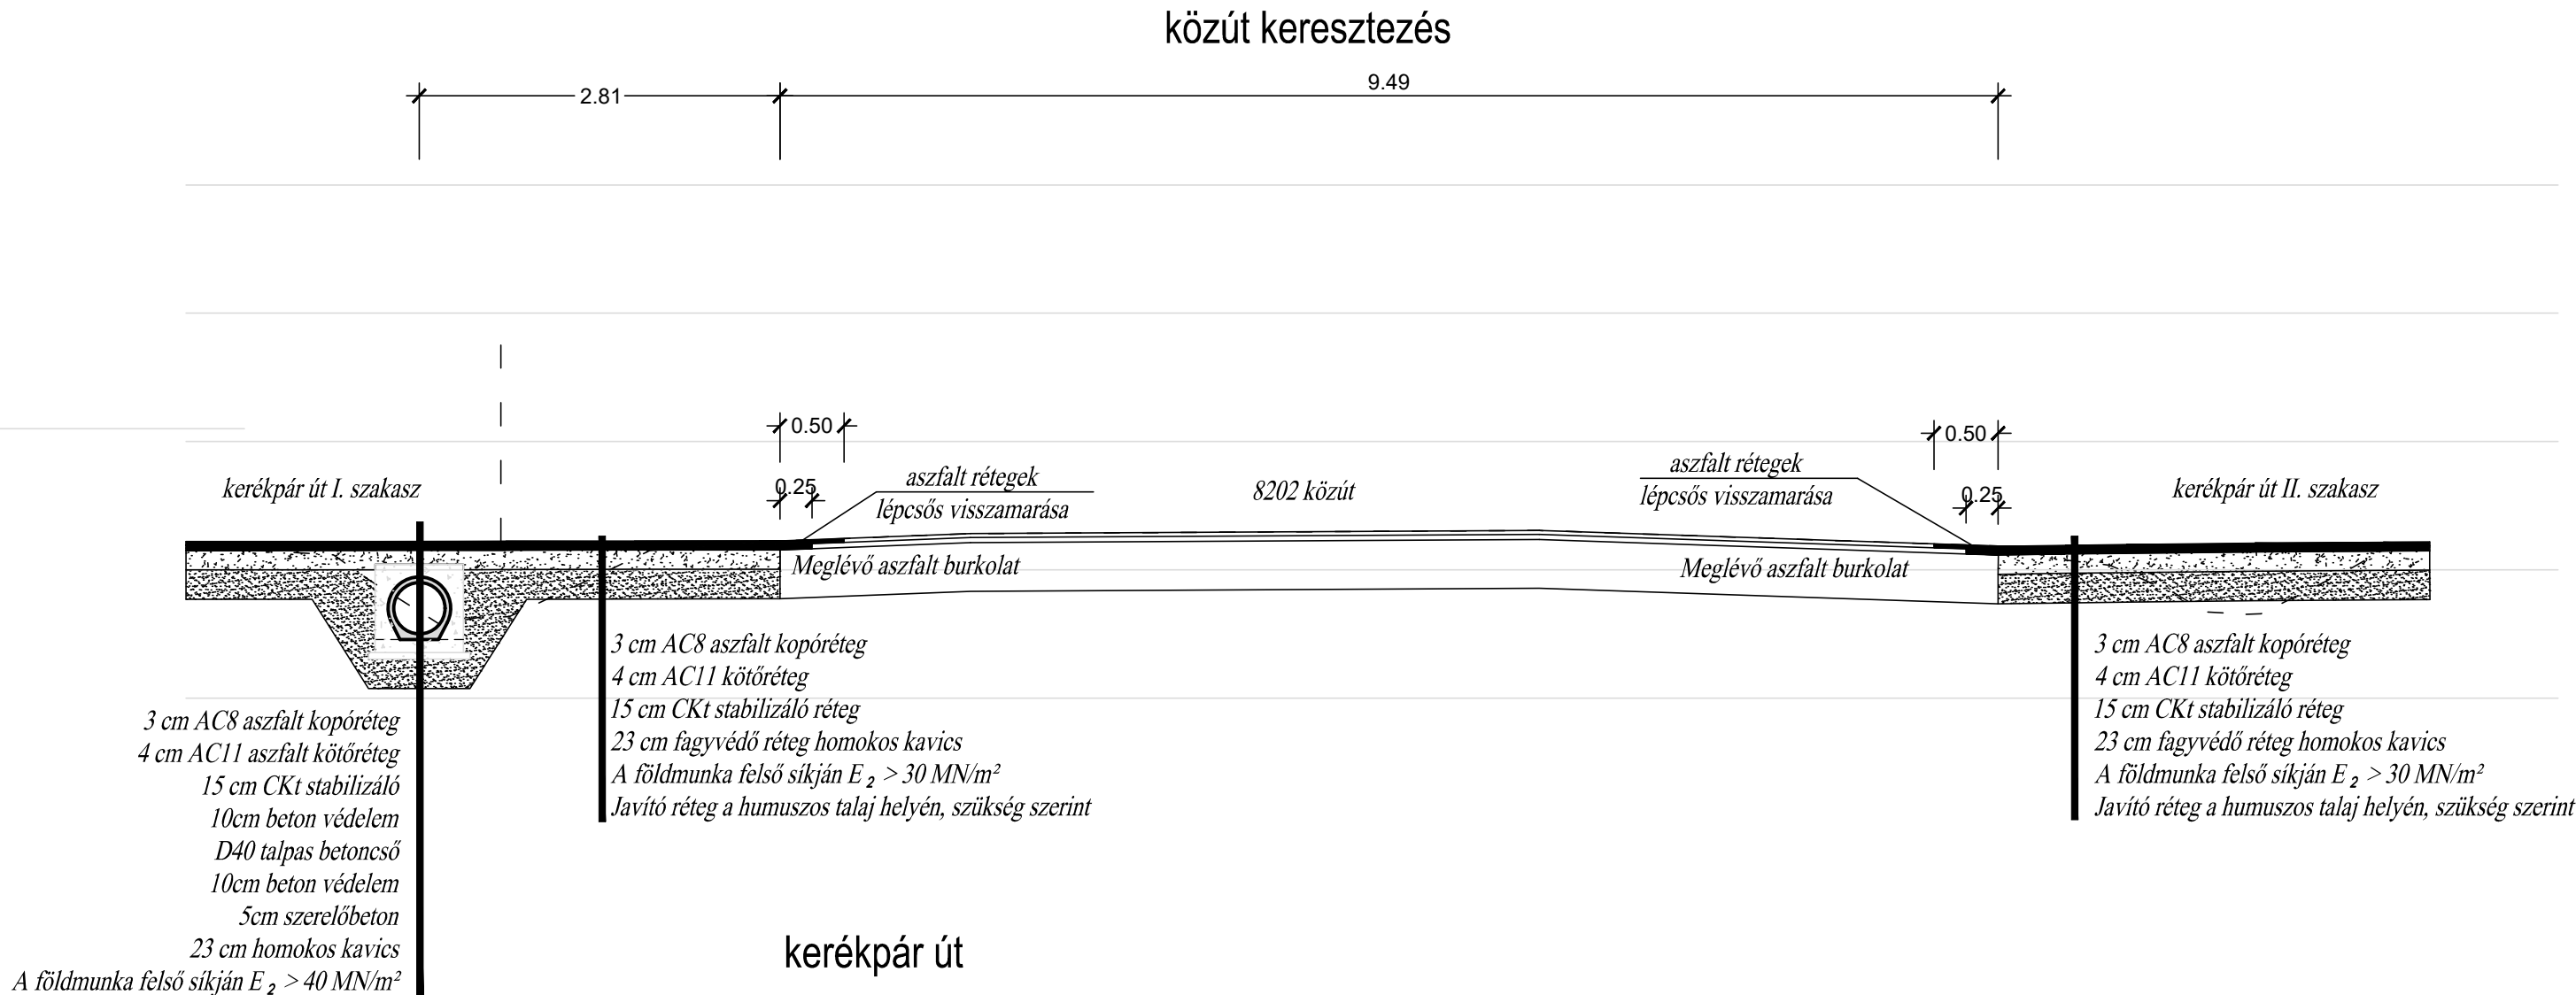 közút keresztezés
2.81
9.49
0.50
0.50
0.25
0.25
kerékpár út I. szakasz
aszfalt rétegek
lépcsős visszamarása
8202 közút
aszfalt rétegek
lépcsős visszamarása
kerékpár út II. szakasz
Meglévő aszfalt burkolat
Meglévő aszfalt burkolat
3 cm AC8 aszfalt kopóréteg
4 cm AC11 aszfalt kötőréteg
15 cm CKt stabilizáló
10cm beton védelem
D40 talpas betoncső
10cm beton védelem
5cm szerelőbeton
23 cm homokos kavics
A földmunka felső síkján E₂ > 40 MN/m²
3 cm AC8 aszfalt kopóréteg
4 cm AC11 kötőréteg
15 cm CKt stabilizáló réteg
23 cm fagyvédő réteg homokos kavics
A földmunka felső síkján E₂ > 30 MN/m²
Javító réteg a humuszos talaj helyén, szükség szerint
3 cm AC8 aszfalt kopóréteg
4 cm AC11 kötőréteg
15 cm CKt stabilizáló réteg
23 cm fagyvédő réteg homokos kavics
A földmunka felső síkján E₂ > 30 MN/m²
Javító réteg a humuszos talaj helyén, szükség szerint
kerékpár út